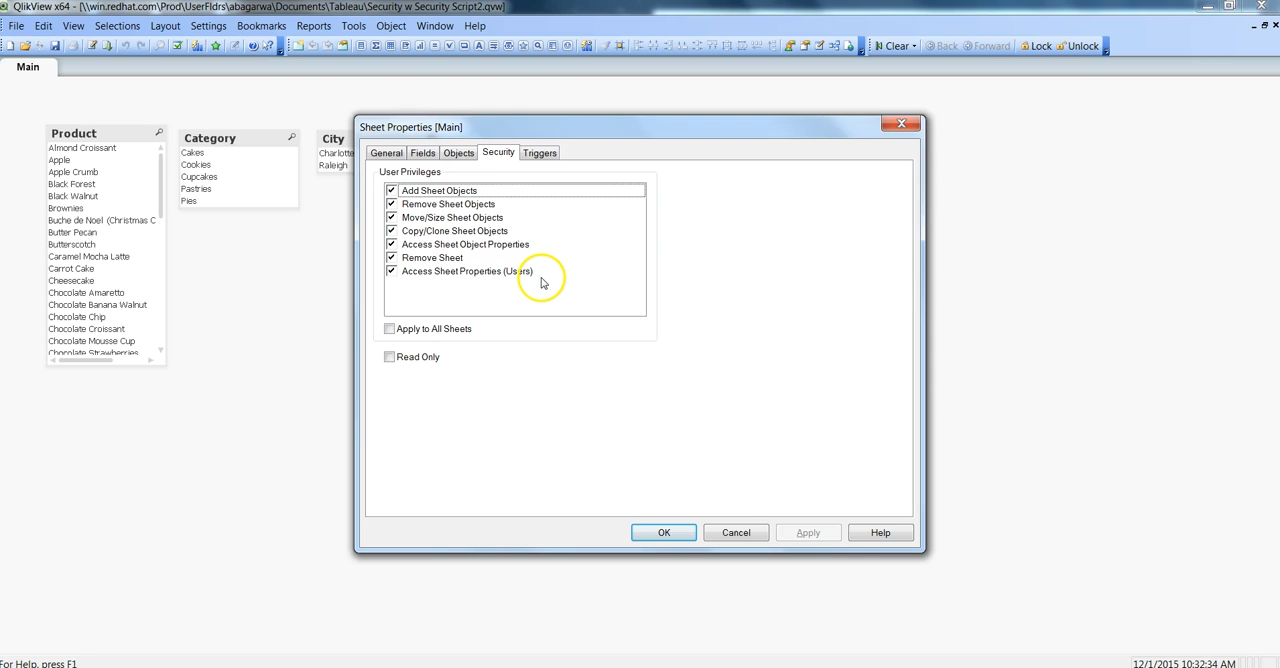 QlikView x64 - [\\win.redhat.com\Prod\UserFldrs\abagarwa\Documents\Tableau\Security w Security Script2.qvw]
File Edit View Selections Layout Settings Bookmarks Reports Tools Object Window Help
Clear Back Forward Lock Unlock
Main
Product
Almond Croissant
Apple
Apple Crumb
Black Forest
Black Walnut
Brownies
Buche de Noel (Christmas C
Butter Pecan
Butterscotch
Caramel Mocha Latte
Carrot Cake
Cheesecake
Chocolate Amaretto
Chocolate Banana Walnut
Chocolate Chip
Chocolate Croissant
Chocolate Mousse Cup
Chocolate Strawberries
Category
Cakes
Cookies
Cupcakes
Pastries
Pies
City
Charlotte
Raleigh
Sheet Properties [Main]
General Fields Objects Security Triggers
User Privileges
Add Sheet Objects
Remove Sheet Objects
Move/Size Sheet Objects
Copy/Clone Sheet Objects
Access Sheet Object Properties
Remove Sheet
Access Sheet Properties (Users)
Apply to All Sheets
Read Only
OK Cancel Apply Help
For Help, press F1
12/1/2015 10:32:34 AM